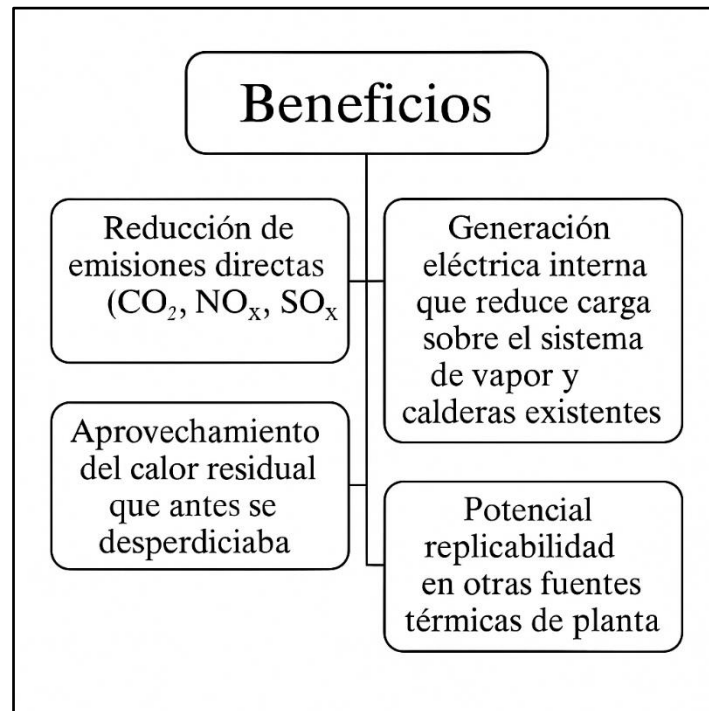 Beneficios
Reducción de
emisiones directas
(CO₂, NOₓ, SOₓ
Generación
eléctrica interna
que reduce carga
sobre el sistema
de vapor y
calderas existentes
Aprovechamiento
del calor residual
que antes se
desperdiciaba
Potencial
replicabilidad
en otras fuentes
térmicas de planta